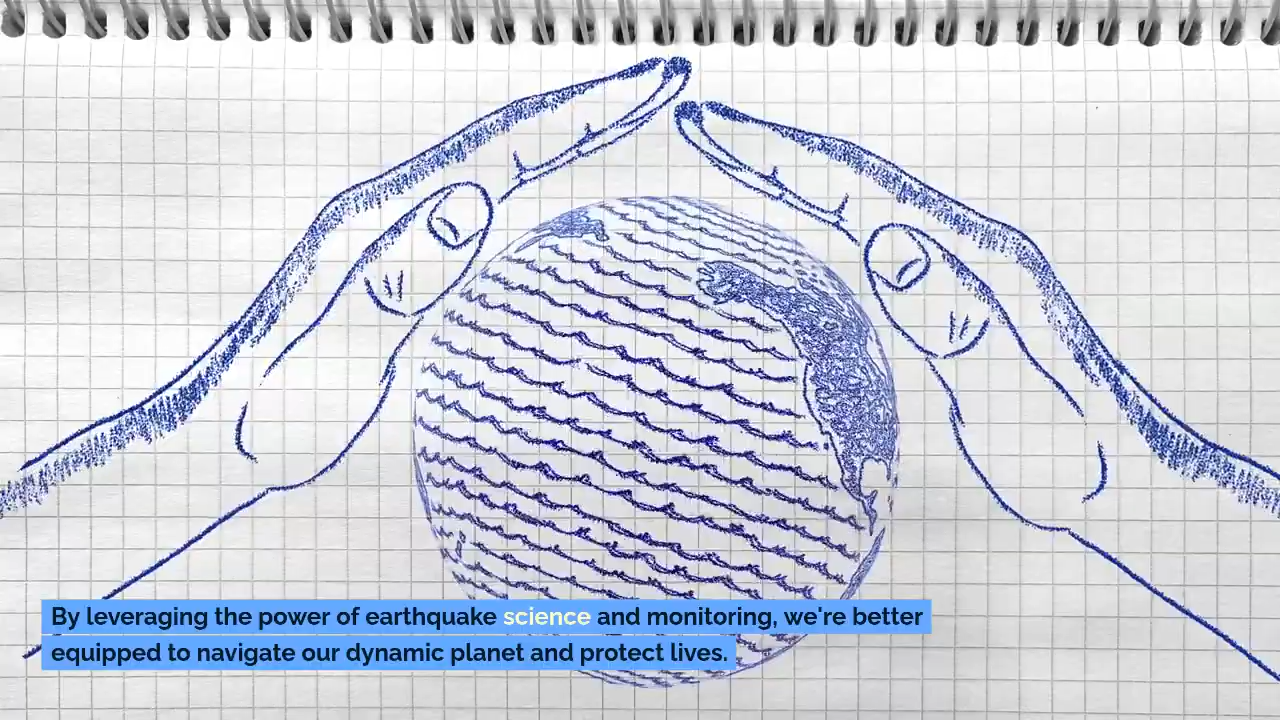 By leveraging the power of earthquake science and monitoring, we're better
equipped to navigate our dynamic planet and protect lives.